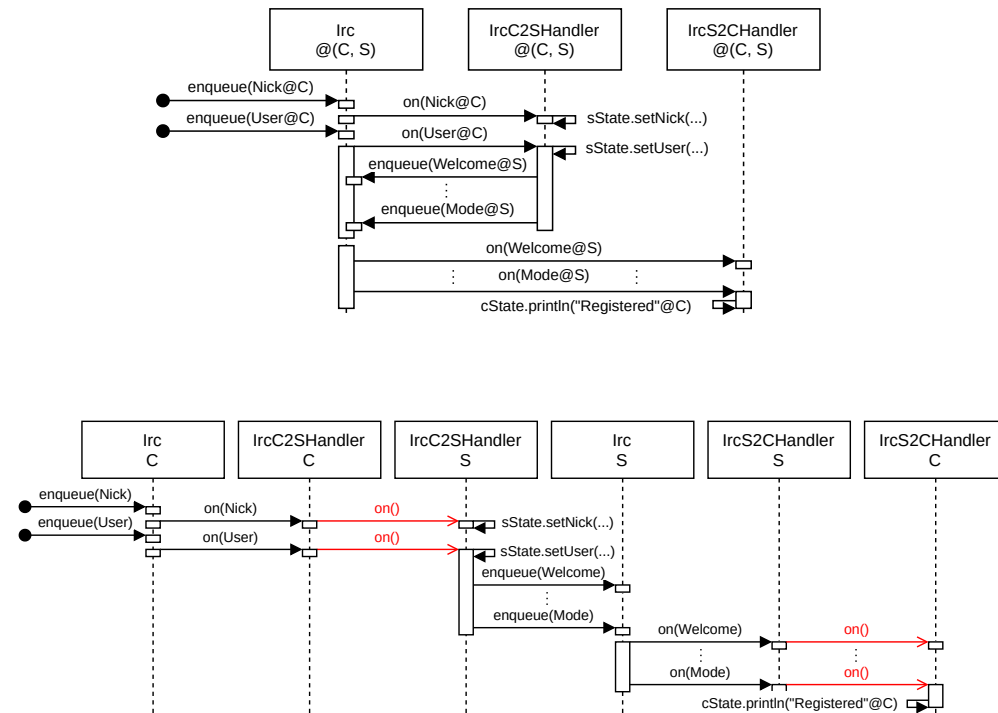 Irc
@(C, S)
IrcC2SHandler
@(C, S)
IrcS2CHandler
@(C, S)
enqueue(Nick@C)
on(Nick@C)
sState.setNick(...)
enqueue(User@C)
on(User@C)
sState.setUser(...)
enqueue(Welcome@S)
enqueue(Mode@S)
on(Welcome@S)
on(Mode@S)
cState.println("Registered"@C)
Irc
C
IrcC2SHandler
C
IrcC2SHandler
S
Irc
S
IrcS2CHandler
S
IrcS2CHandler
C
enqueue(Nick)
on(Nick)
on()
sState.setNick(...)
enqueue(User)
on(User)
on()
sState.setUser(...)
enqueue(Welcome)
enqueue(Mode)
on(Welcome)
on()
on(Mode)
on()
cState.println("Registered"@C)